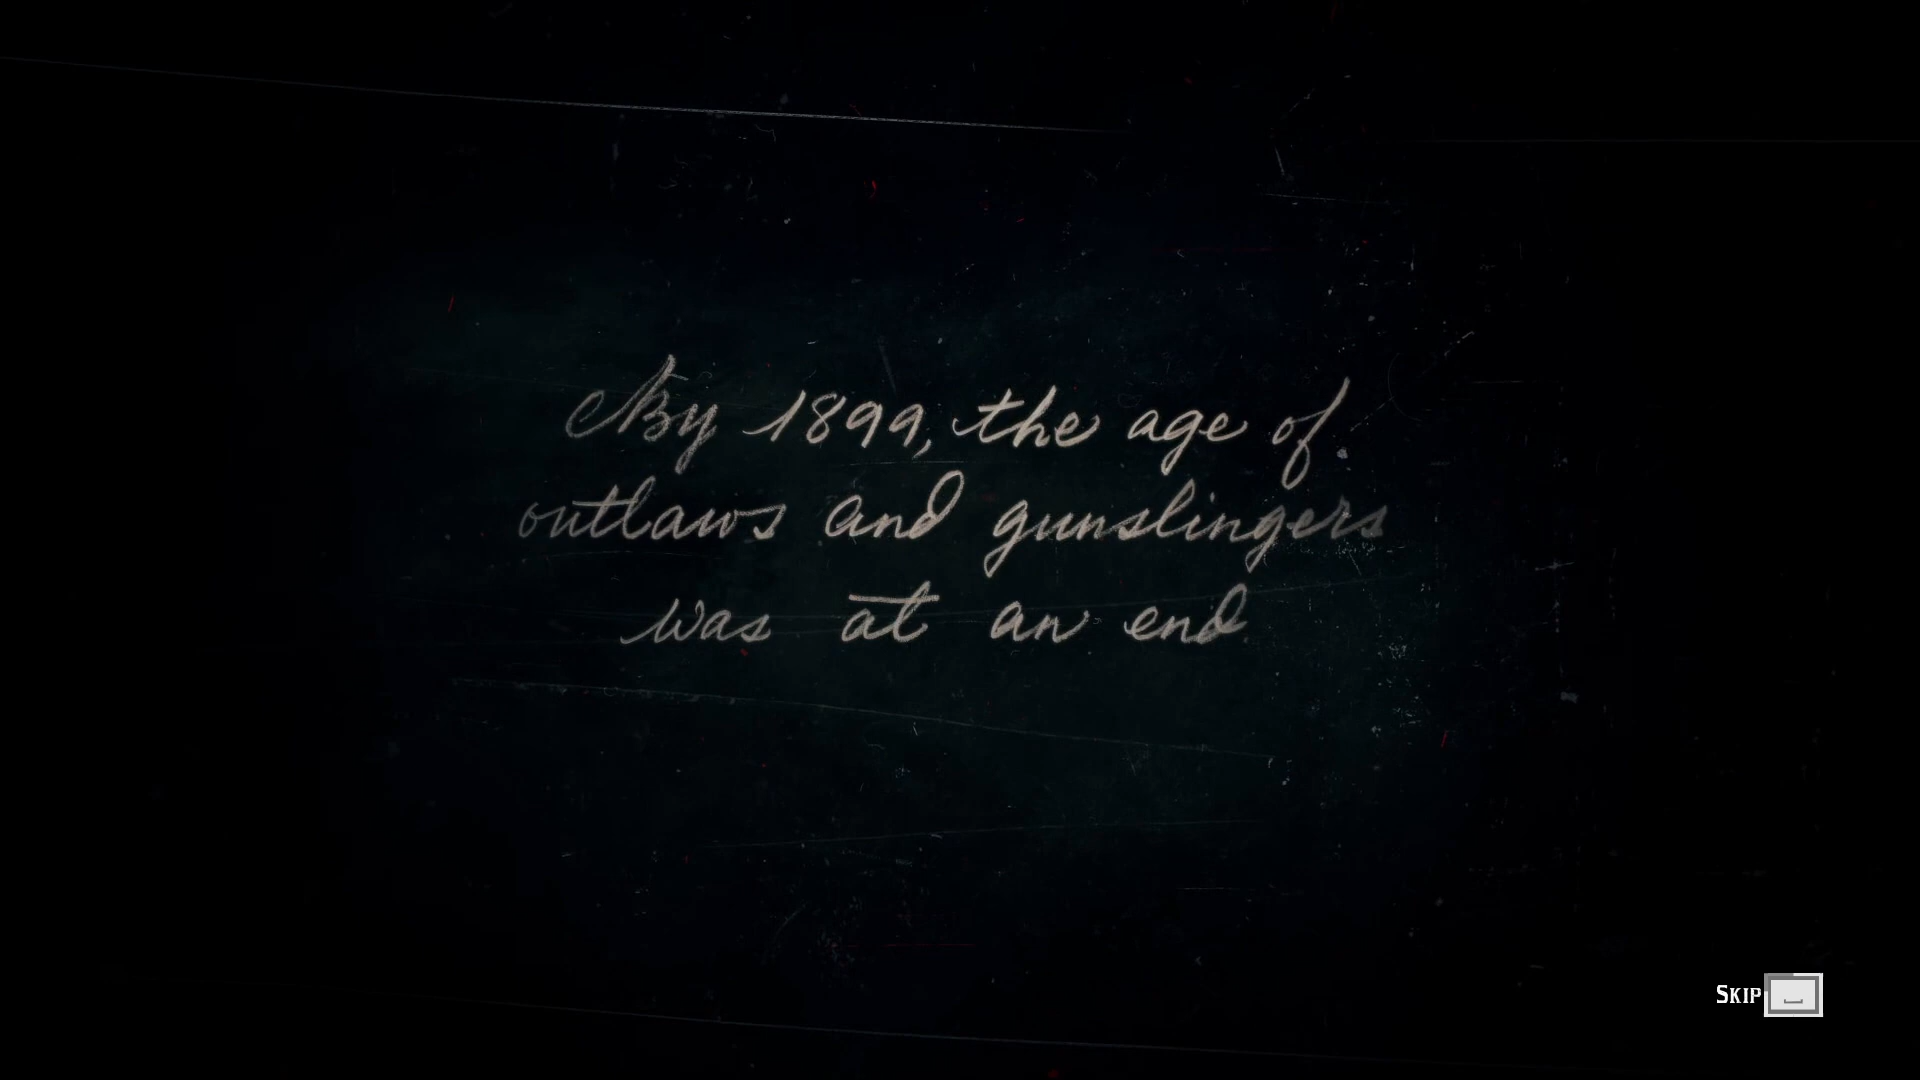 By 1899, the age of
outlaws and gunslingers
was at an end.
Skip